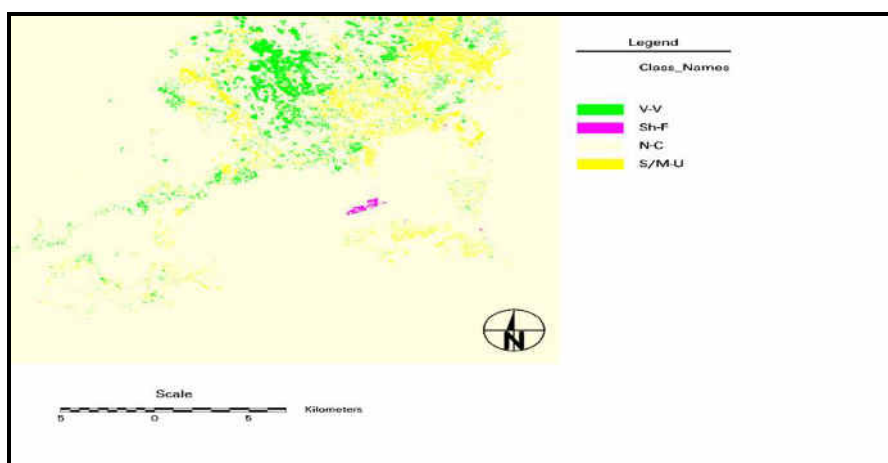 Legend
Class_Names
V-V
Sh-F
N-C
S/M-U
N
Scale
Kilometers
5 0 5